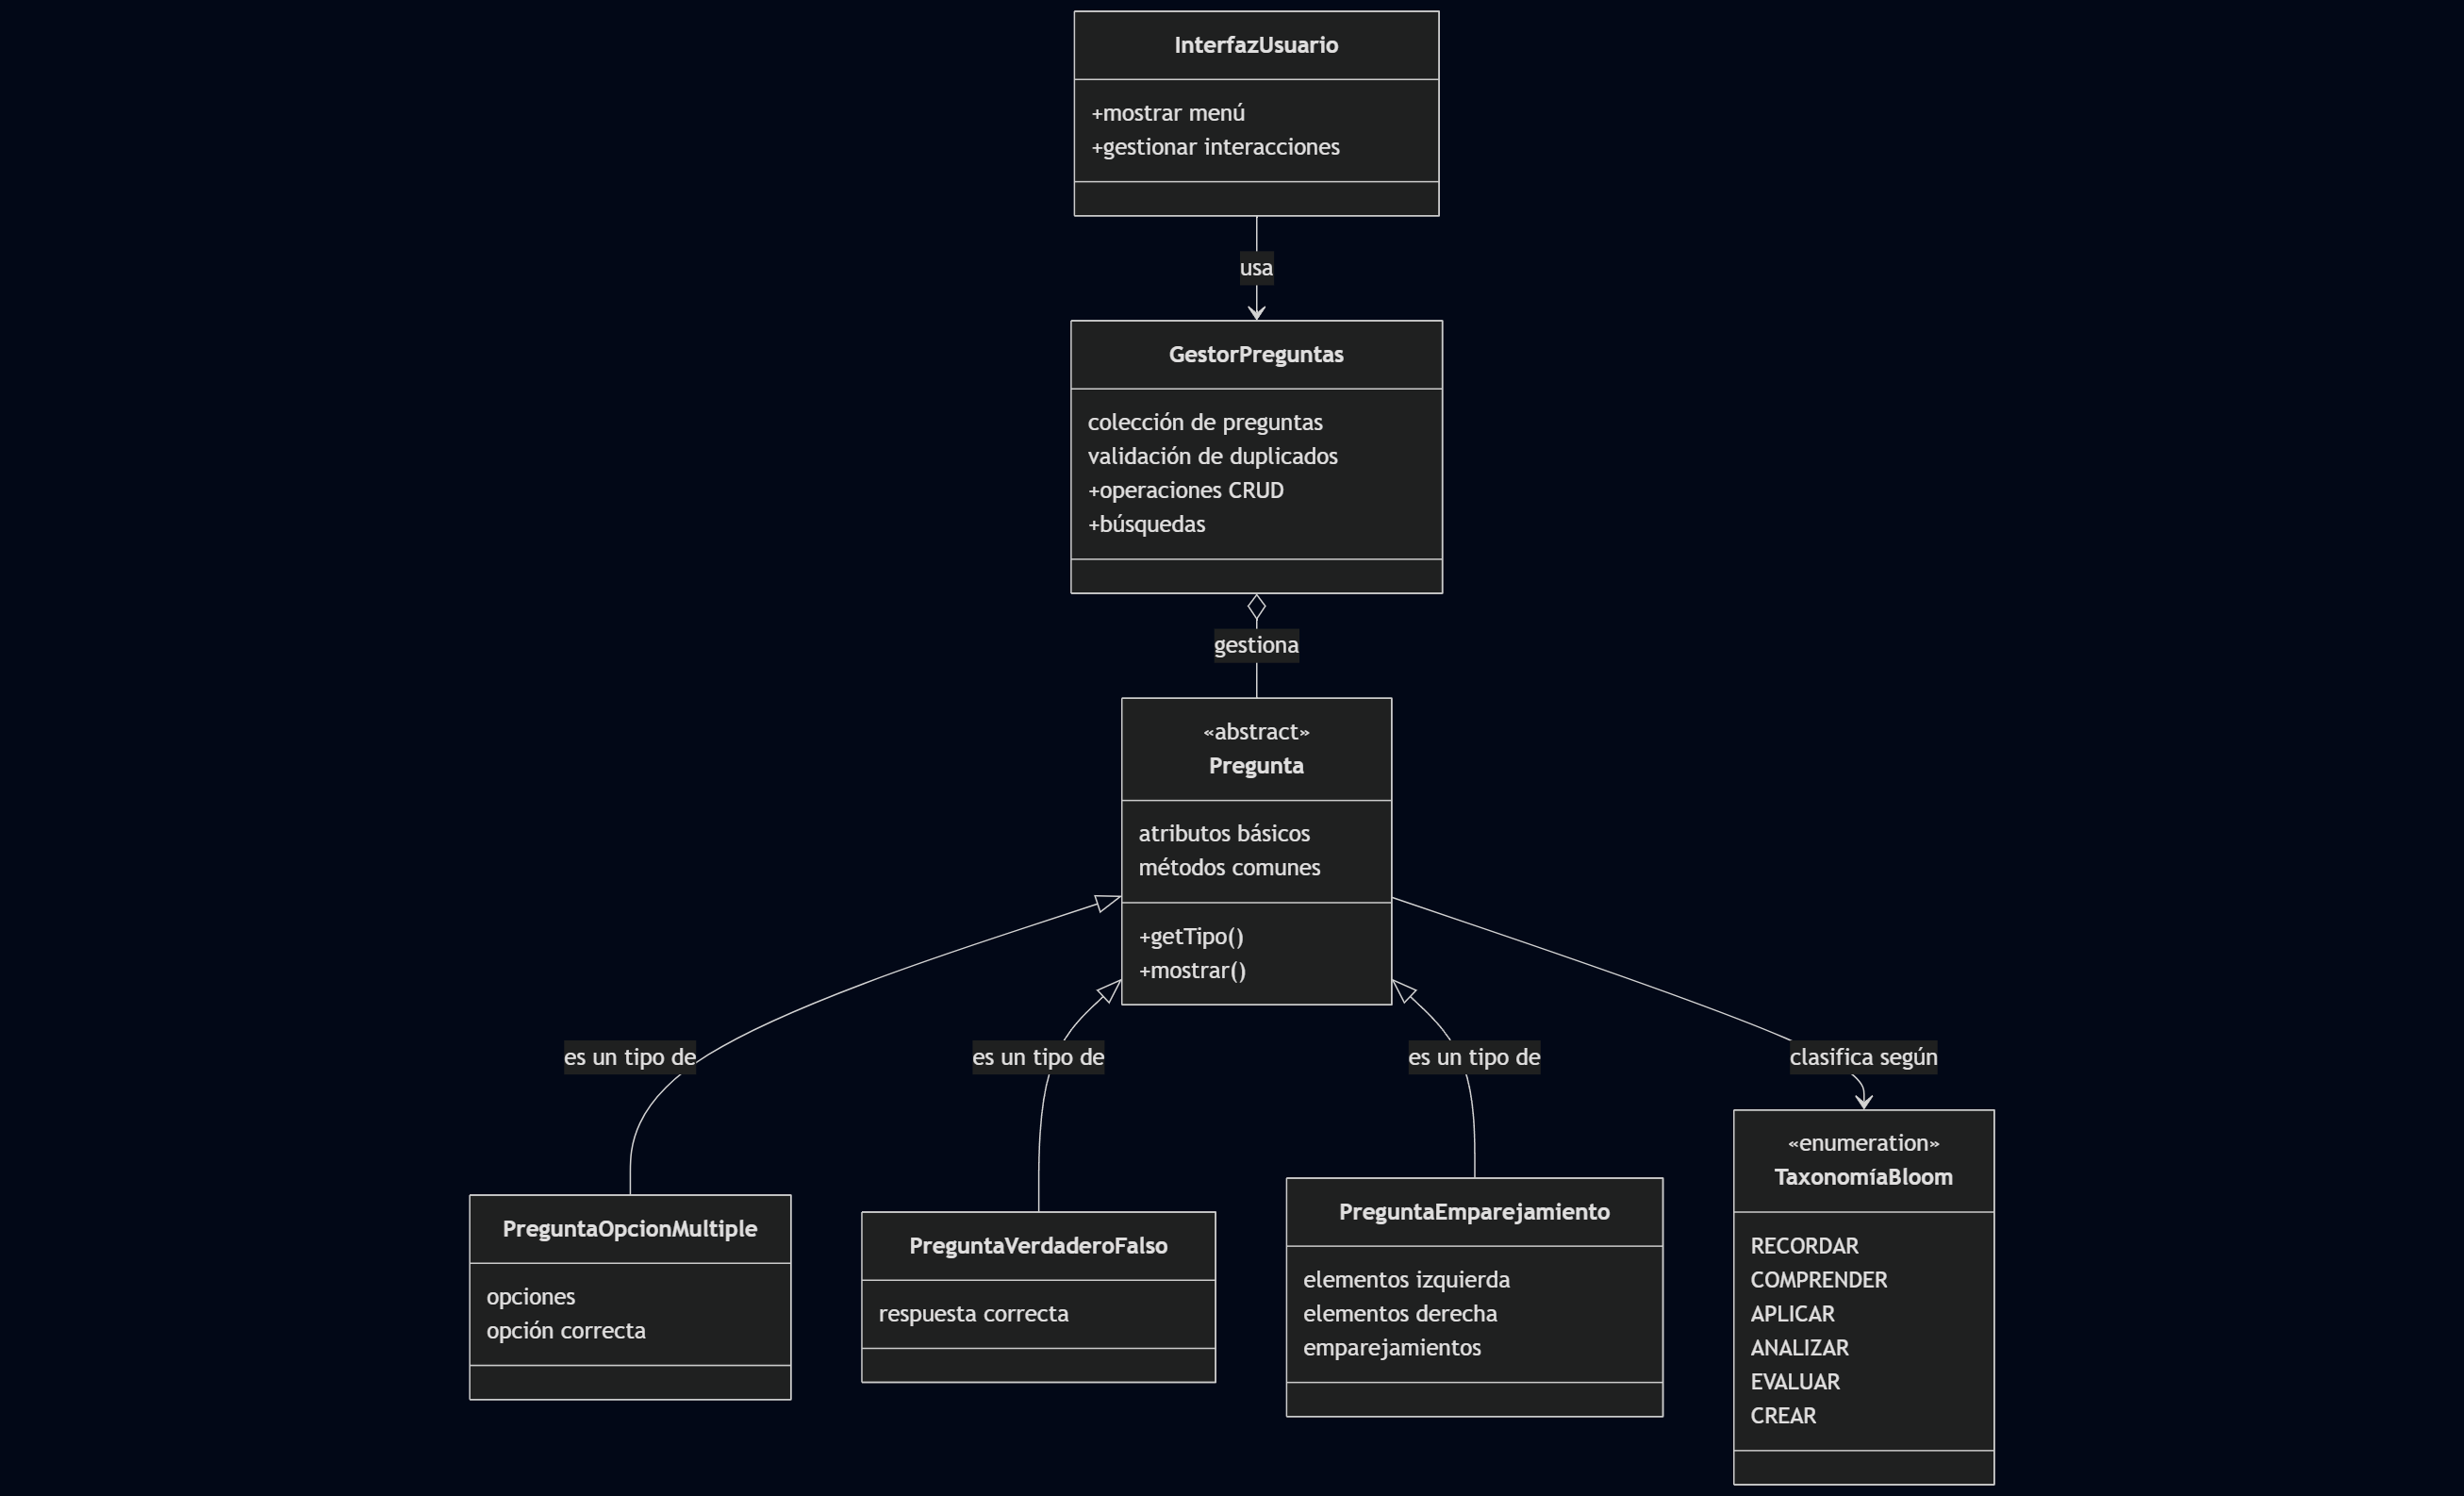 InterfazUsuario
+mostrar menú
+gestionar interacciones
usa
GestorPreguntas
colección de preguntas
validación de duplicados
+operaciones CRUD
+búsquedas
gestiona
«abstract»
Pregunta
atributos básicos
métodos comunes
+getTipo()
+mostrar()
es un tipo de
es un tipo de
es un tipo de
clasifica según
PreguntaOpcionMultiple
opciones
opción correcta
PreguntaVerdaderoFalso
respuesta correcta
PreguntaEmparejamiento
elementos izquierda
elementos derecha
emparejamientos
«enumeration»
TaxonomíaBloom
RECORDAR
COMPRENDER
APLICAR
ANALIZAR
EVALUAR
CREAR